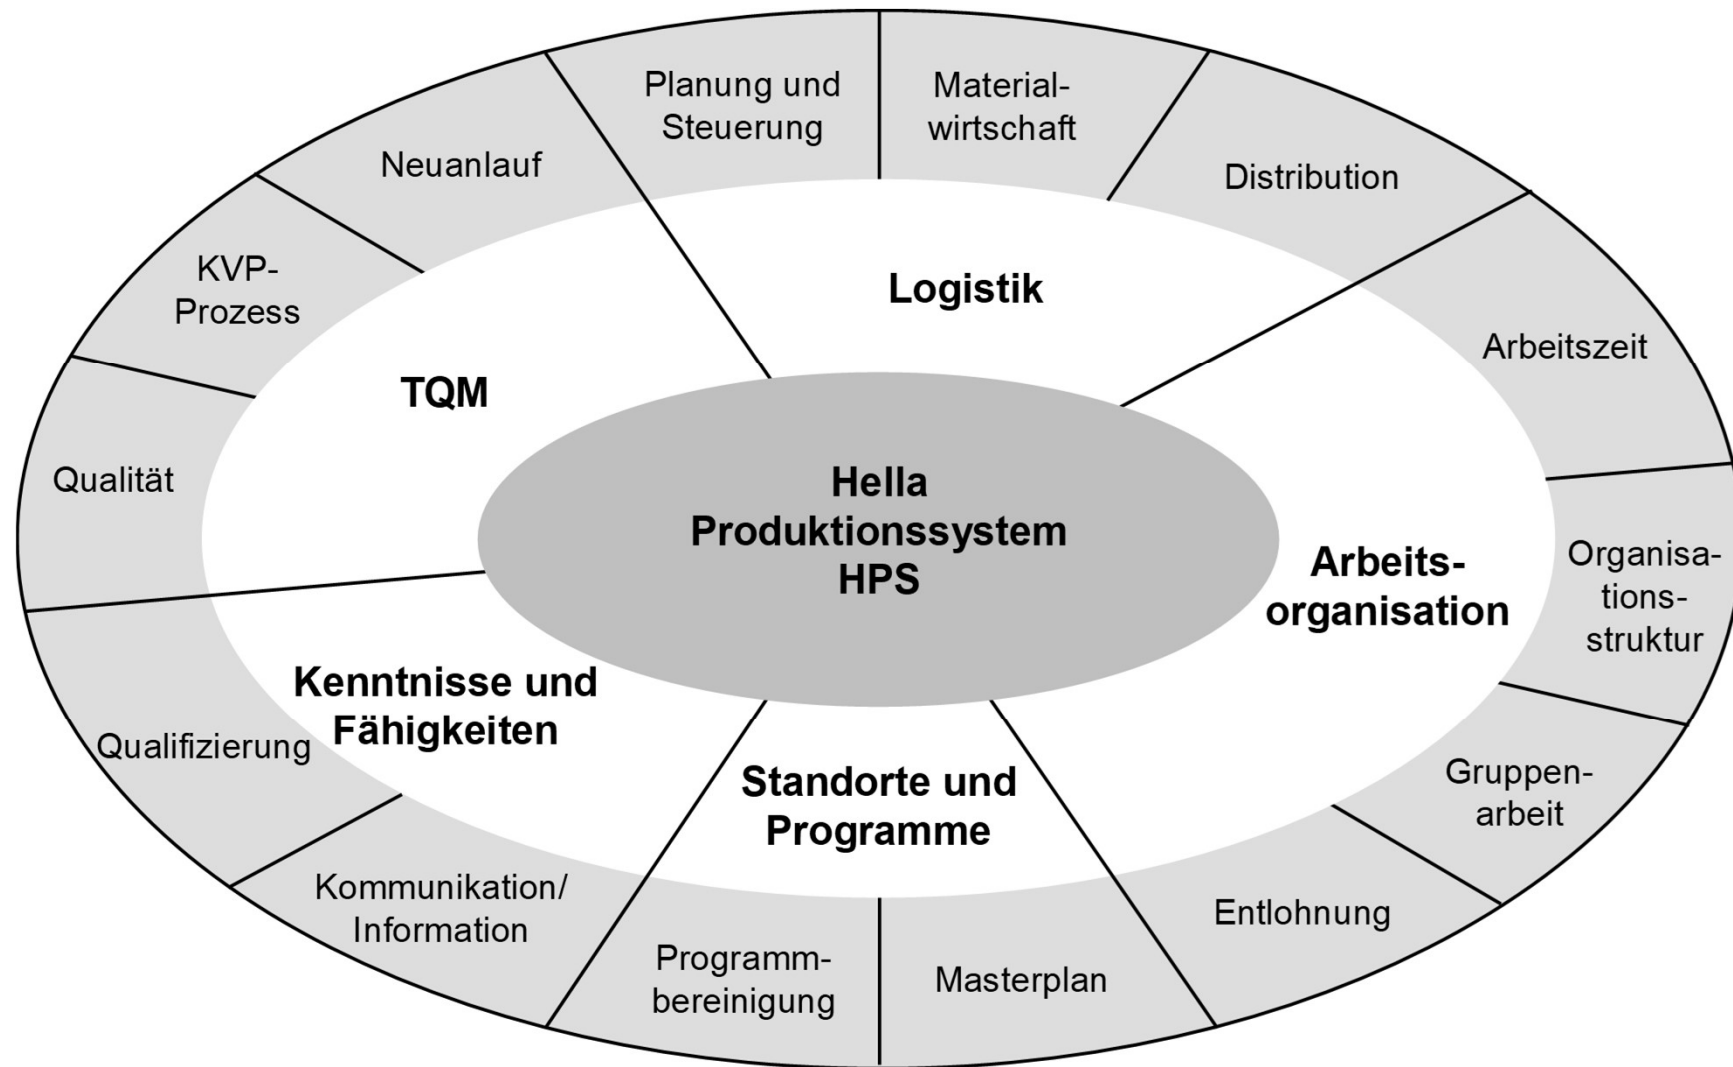 Planung und
Steuerung
Material-
wirtschaft
Neuanlauf
Distribution
KVP-
Prozess
Logistik
Arbeitszeit
TQM
Qualität
Hella
Produktionssystem
HPS
Arbeits-
organisation
Organisa-
tions-
struktur
Kenntnisse und
Fähigkeiten
Qualifizierung
Standorte und
Programme
Gruppen-
arbeit
Kommunikation/
Information
Entlohnung
Programm-
bereinigung
Masterplan